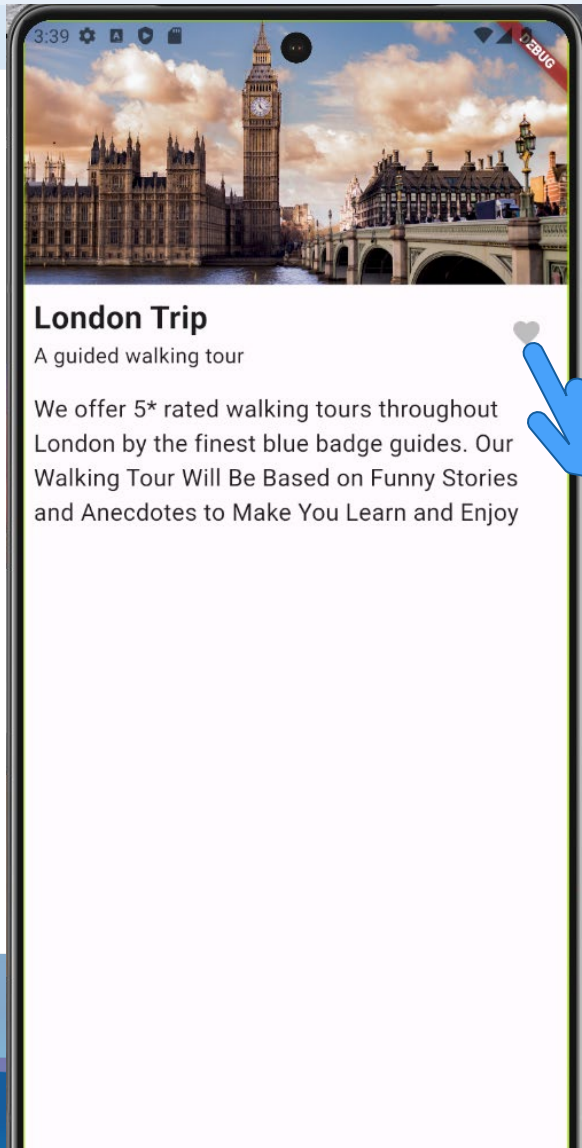 3:39
DEBUG
London Trip
A guided walking tour
We offer 5* rated walking tours throughout
London by the finest blue badge guides. Our
Walking Tour Will Be Based on Funny Stories
and Anecdotes to Make You Learn and Enjoy